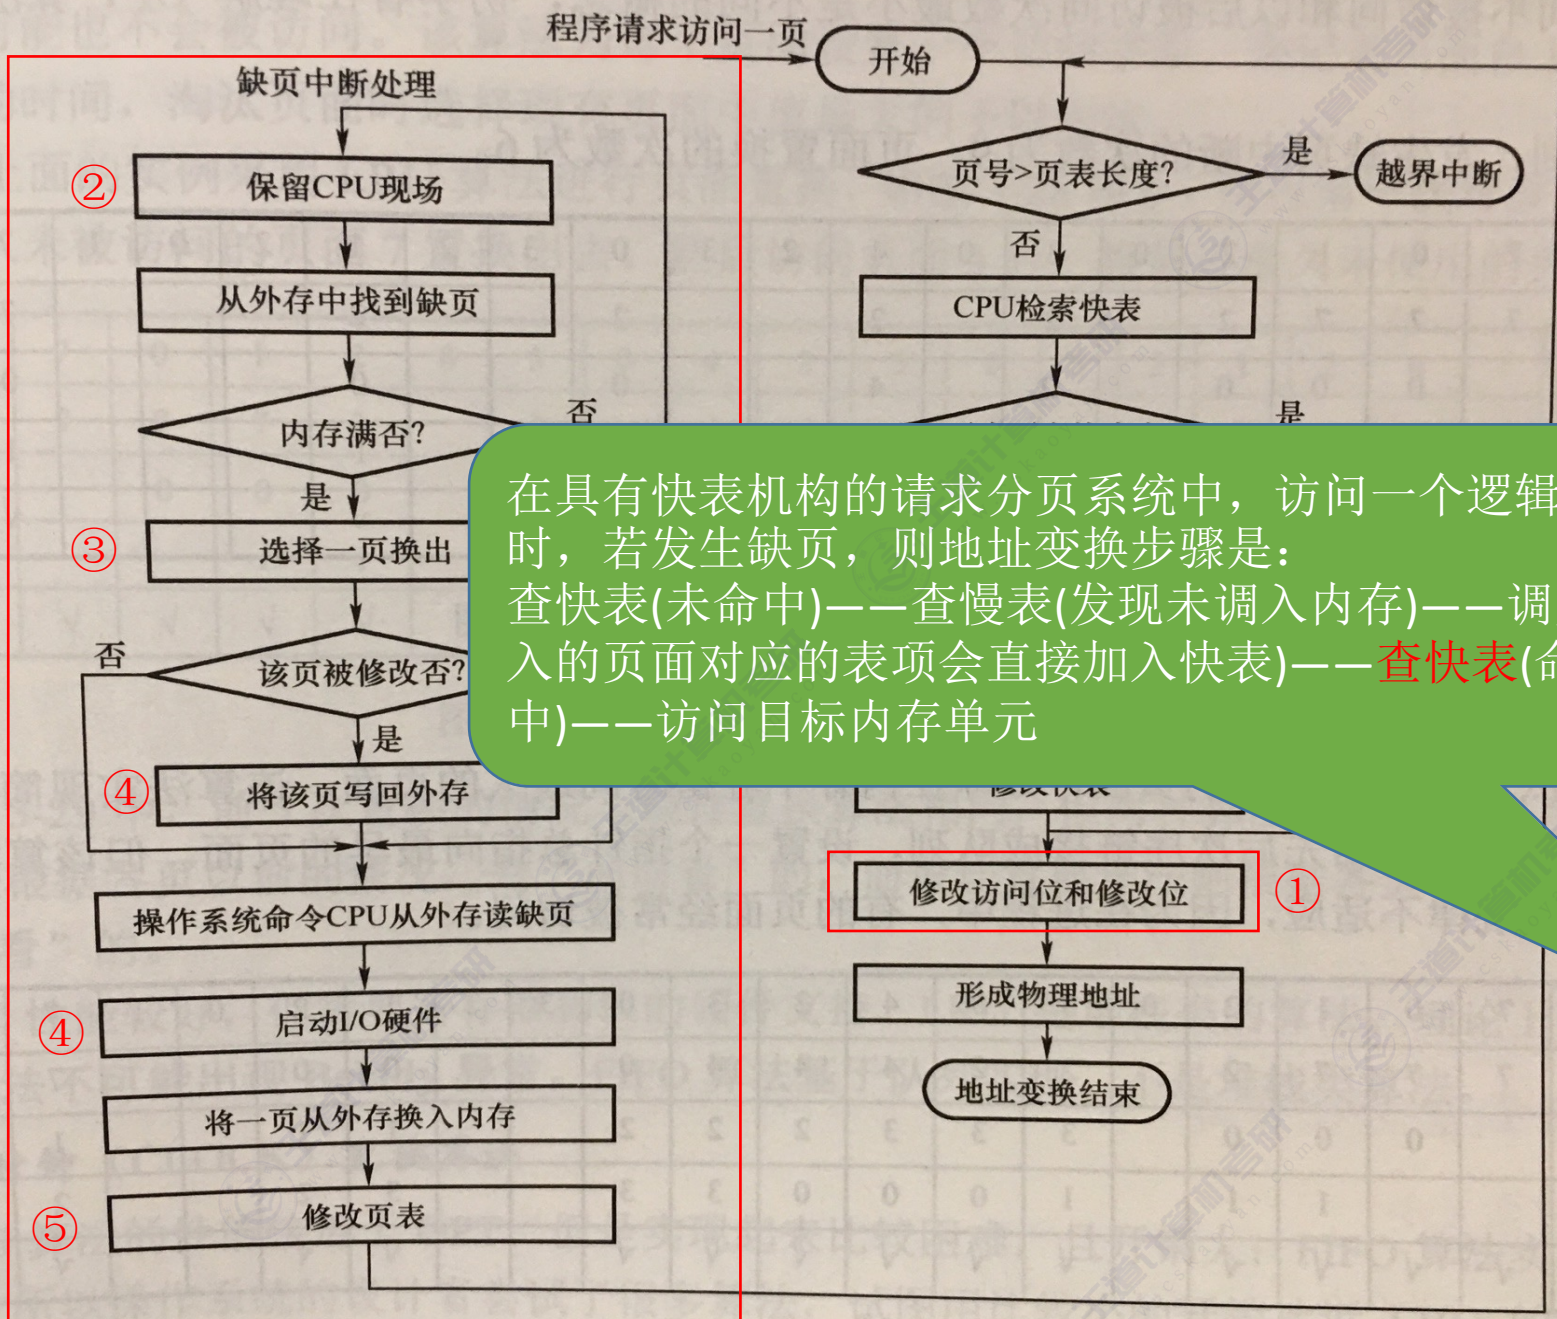 程序请求访问一页
开始
缺页中断处理
②
保留CPU现场
从外存中找到缺页
内存满否?
否
是
③
选择一页换出
否
该页被修改否?
是
④
将该页写回外存
操作系统命令CPU从外存读缺页
④
启动I/O硬件
将一页从外存换入内存
⑤
修改页表
页号>页表长度?
是
越界中断
否
CPU检索快表
是
在具有快表机构的请求分页系统中，访问一个逻辑
时，若发生缺页，则地址变换步骤是：
查快表(未命中)——查慢表(发现未调入内存)——调
入的页面对应的表项会直接加入快表)——查快表(命
中)——访问目标内存单元
修改快表
修改访问位和修改位
①
形成物理地址
地址变换结束